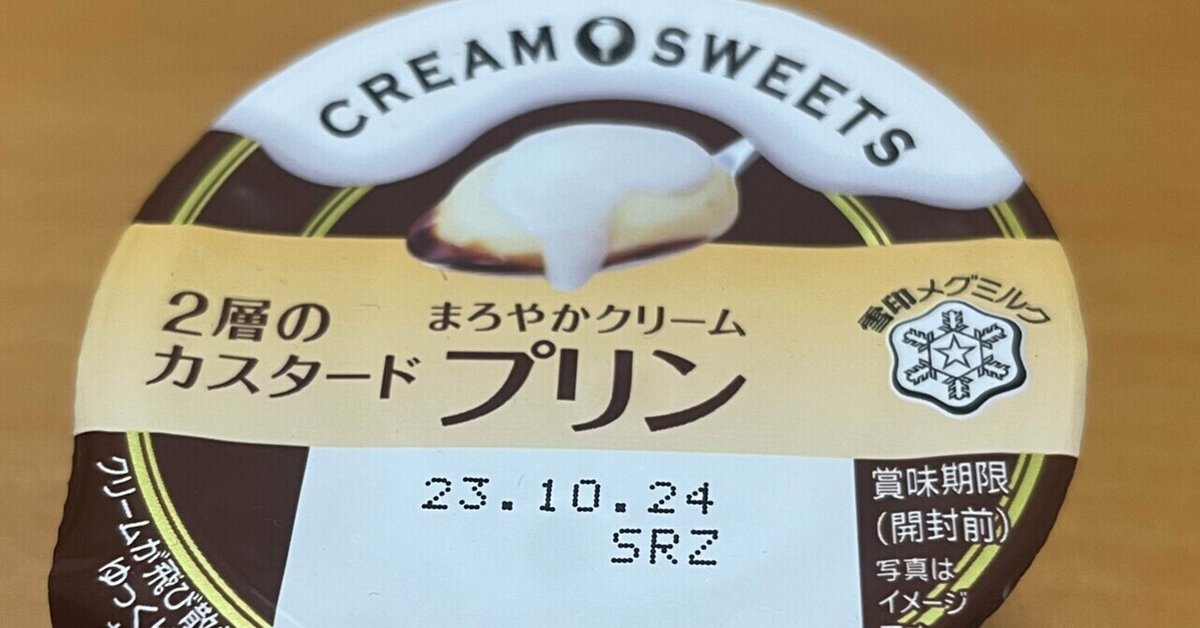 CREAM SWEETS
雪印メグミルク
2層の
カスタード
まろやかクリーム
プリン
23.10.24
SRZ
賞味期限
(開封前)
写真は
イメージ
クリームが飛び散
ゆっく